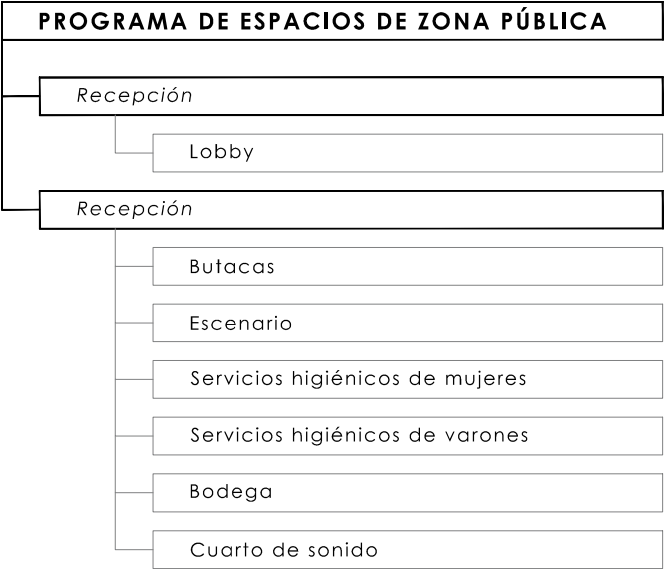 PROGRAMA DE ESPACIOS DE ZONA PÚBLICA
Recepción
Lobby
Recepción
Butacas
Escenario
Servicios higiénicos de mujeres
Servicios higiénicos de varones
Bodega
Cuarto de sonido